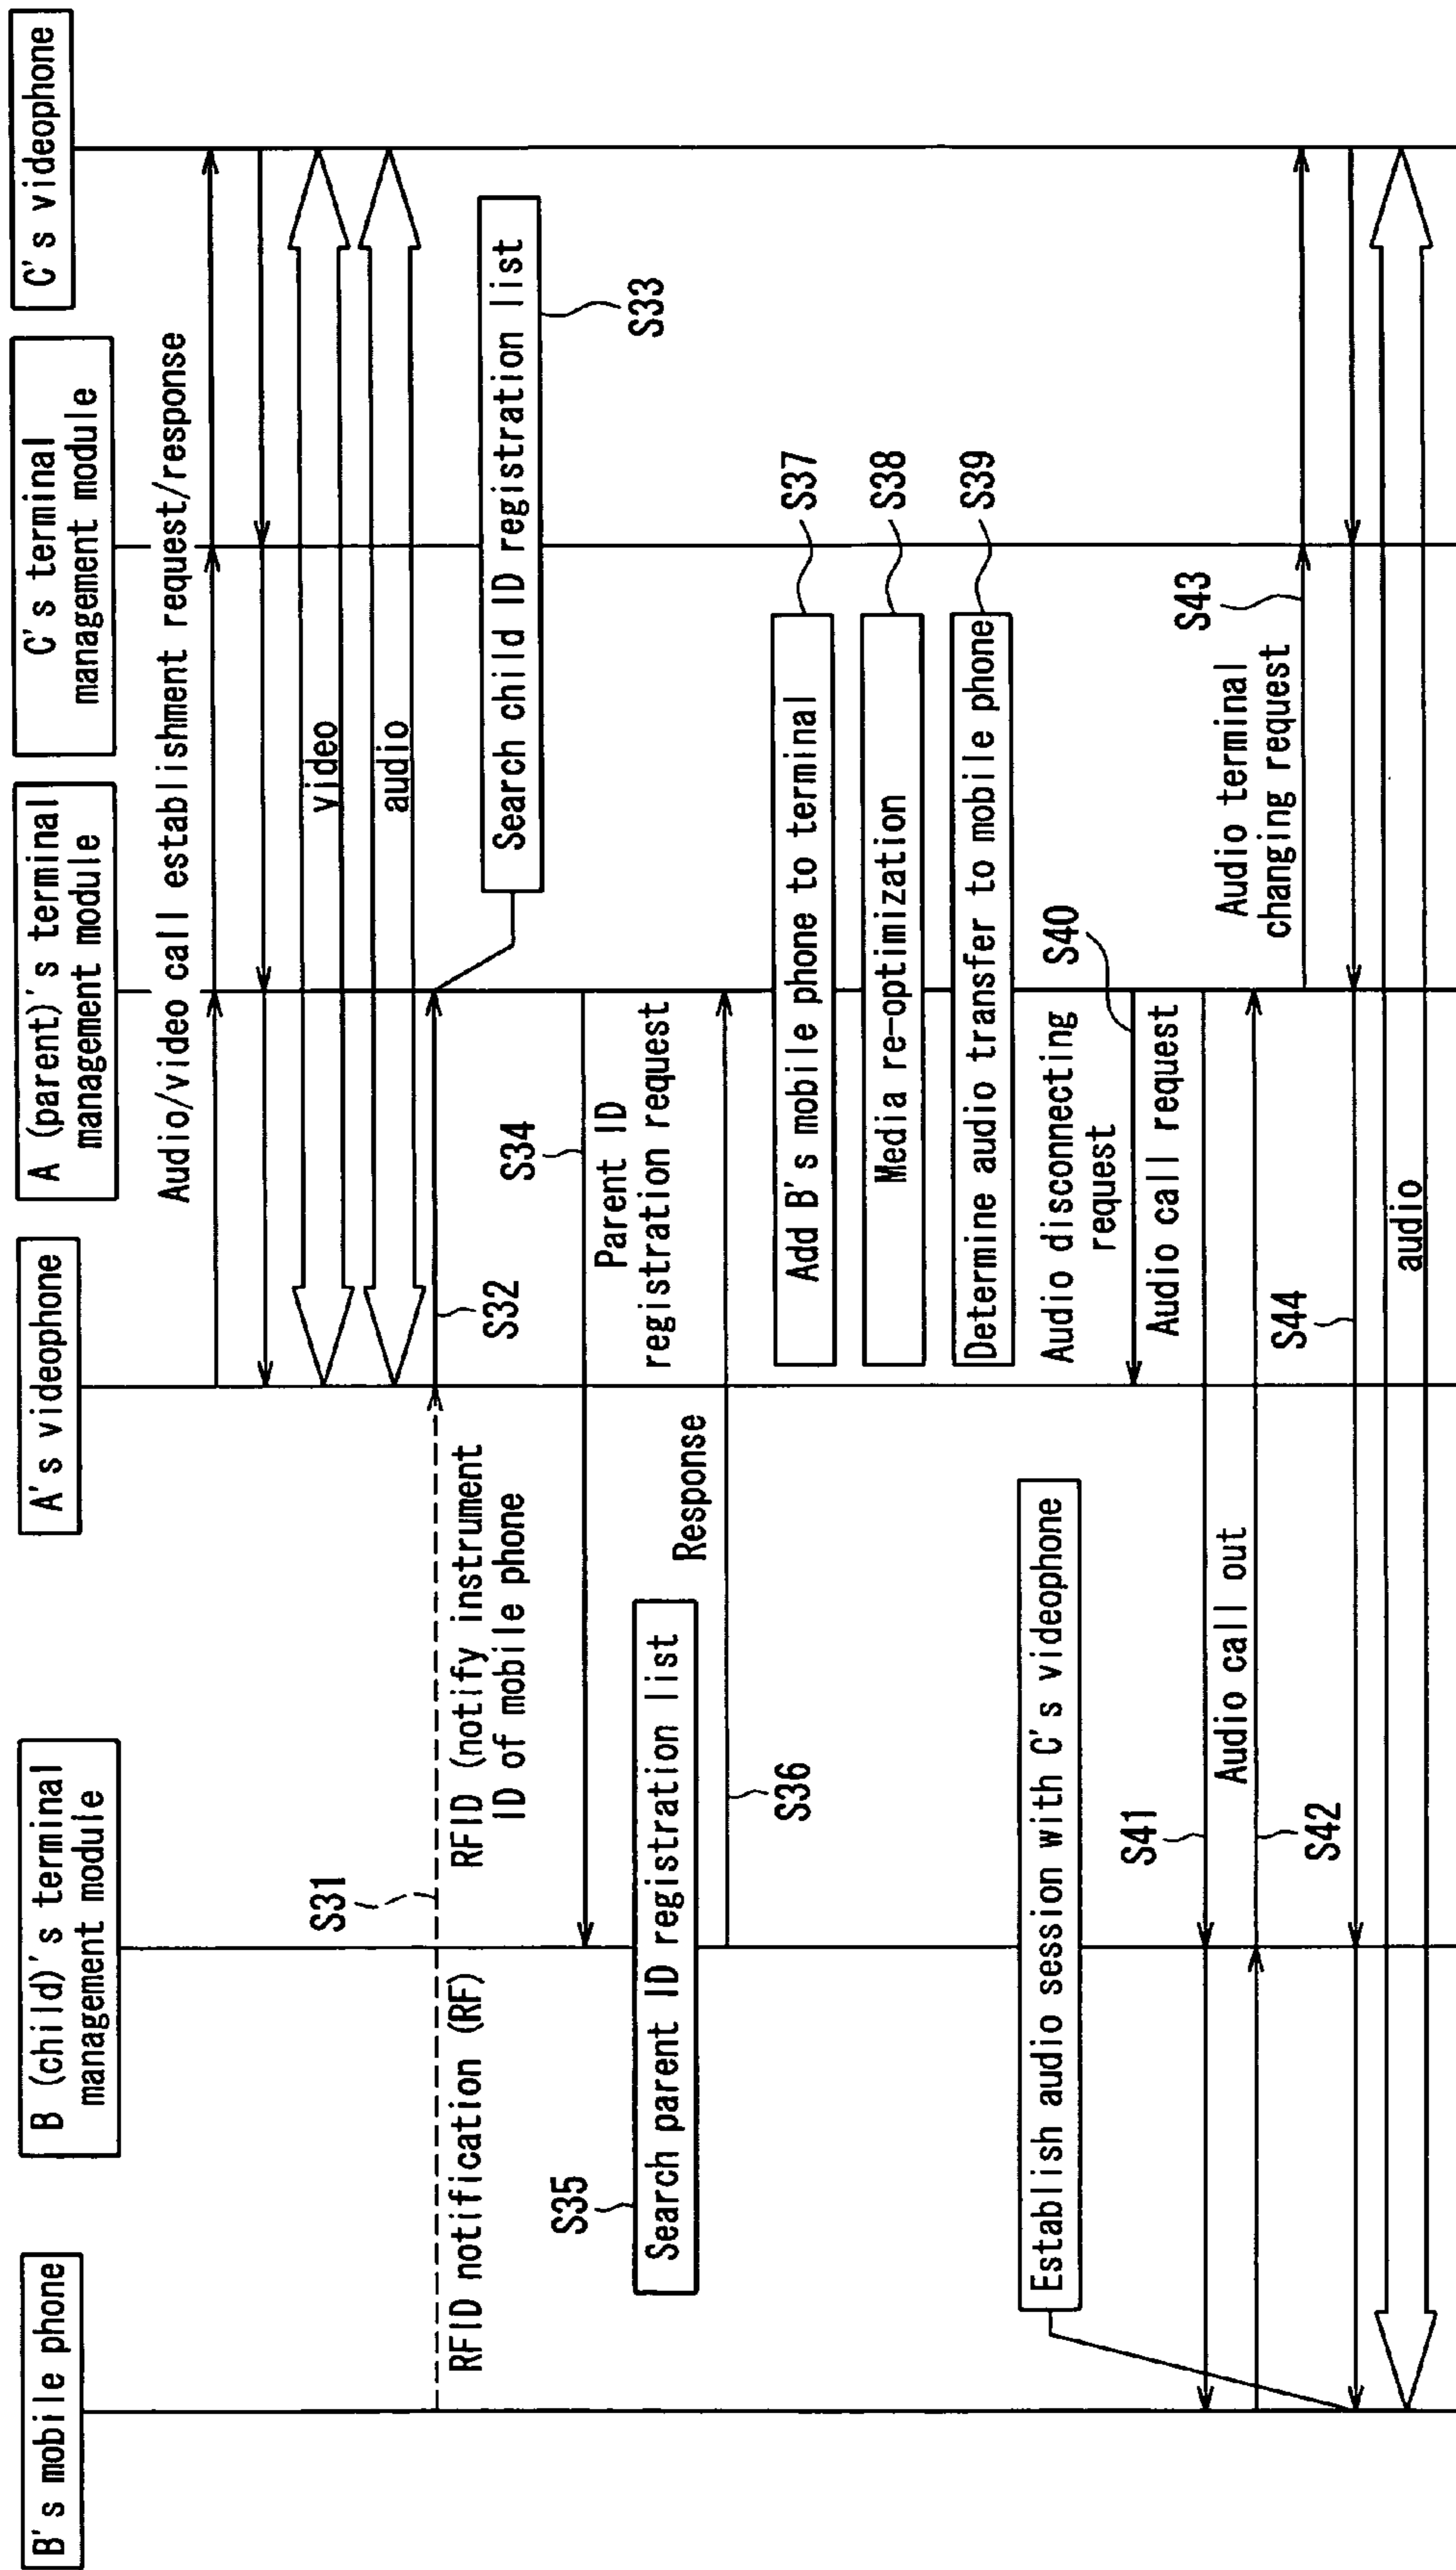 B's mobile phone
B (child)'s terminal
management module
A's videophone
A (parent)'s terminal
management module
C's terminal
management module
C's videophone
Audio/video call establishment request/response
video
audio
S31
RFID notification (RF)
RFID (notify instrument
ID of mobile phone
S32
Search child ID registration list
S33
S34
Parent ID
registration request
S35
Search parent ID registration list
Response
S36
Add B's mobile phone to terminal
S37
Media re-optimization
S38
Determine audio transfer to mobile phone
S39
Establish audio session with C's videophone
Audio disconnecting
request
S40
Audio call request
S41
Audio call out
S42
Audio terminal
changing request
S43
S44
audio